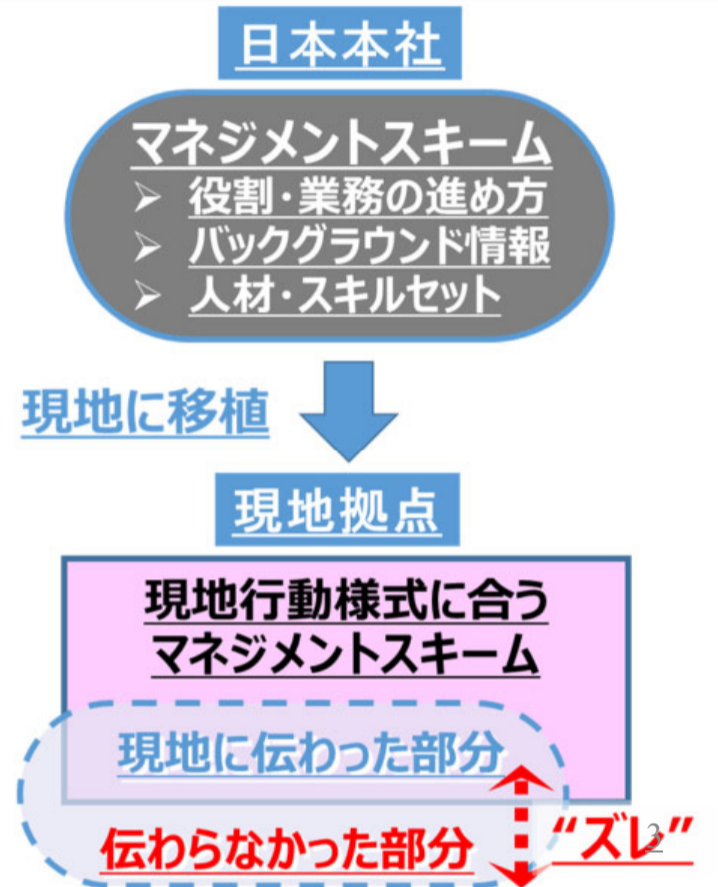 日本本社
マネジメントスキーム
➢ 役割・業務の進め方
➢ バックグラウンド情報
➢ 人材・スキルセット
現地に移植
現地拠点
現地行動様式に合う
マネジメントスキーム
現地に伝わった部分
伝わらなかった部分
“ズレ”
3